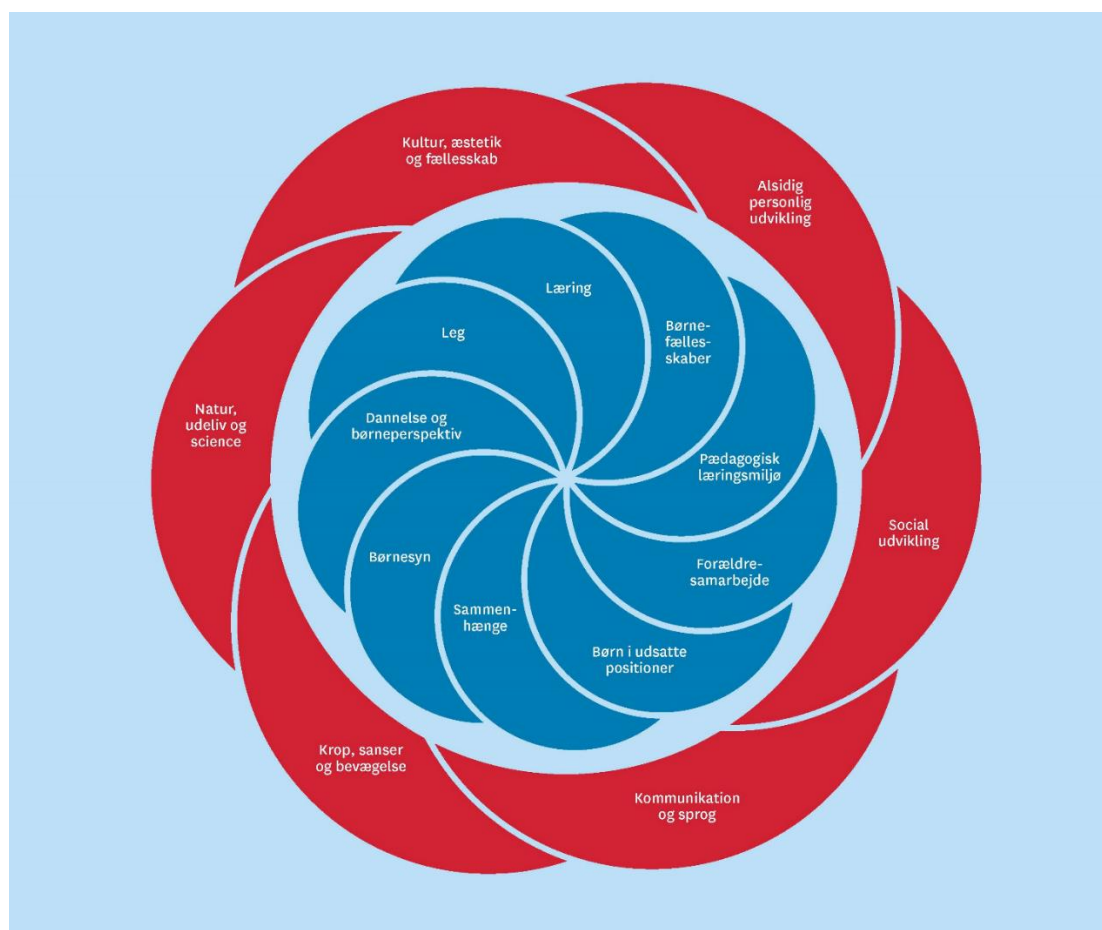 Kultur, æstetik
og fællesskab
Alsidig
personlig
udvikling
Social
udvikling
Kommunikation
og sprog
Krop, sanser
og bevægelse
Natur,
udeliv og
science
Læring
Børne-
fælles-
skaber
Pædagogisk
læringsmiljø
Forældre-
samarbejde
Børn i udsatte
positioner
Sammen-
hænge
Børnesyn
Dannelse og
børneperspektiv
Leg